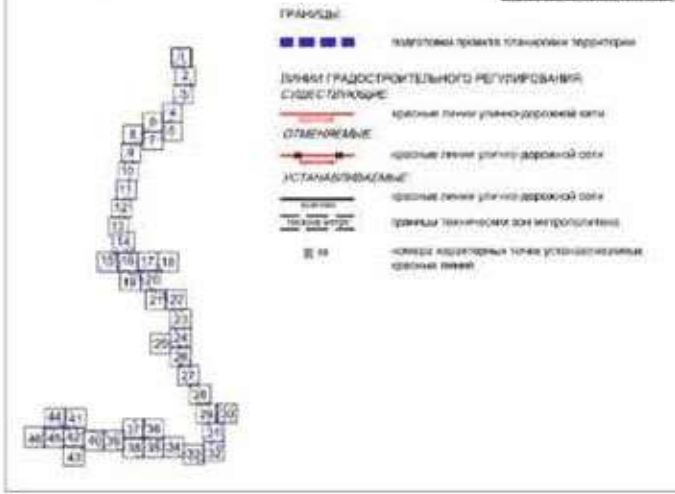 ГРАНИЦЫ:
подготовки проекта планировки территории
ЛИНИИ ГРАДОСТРОИТЕЛЬНОГО РЕГУЛИРОВАНИЯ:
СУЩЕСТВУЮЩИЕ
красные линии улично-дорожной сети
ОТМЕНЯЕМЫЕ
красные линии улично-дорожной сети
УСТАНАВЛИВАЕМЫЕ
красные линии улично-дорожной сети
границы технических зон метрополитена
номера характерных точек устанавливаемых
красных линий
1
2
3
4
6 5
8 7
9
10
11
12
13
14
15 16 17 18
19 20
21 22
23
25 24
26
27
28
29 30
31
44 41 37 36
46 45 42 40 39 38 35 34 33 32
43